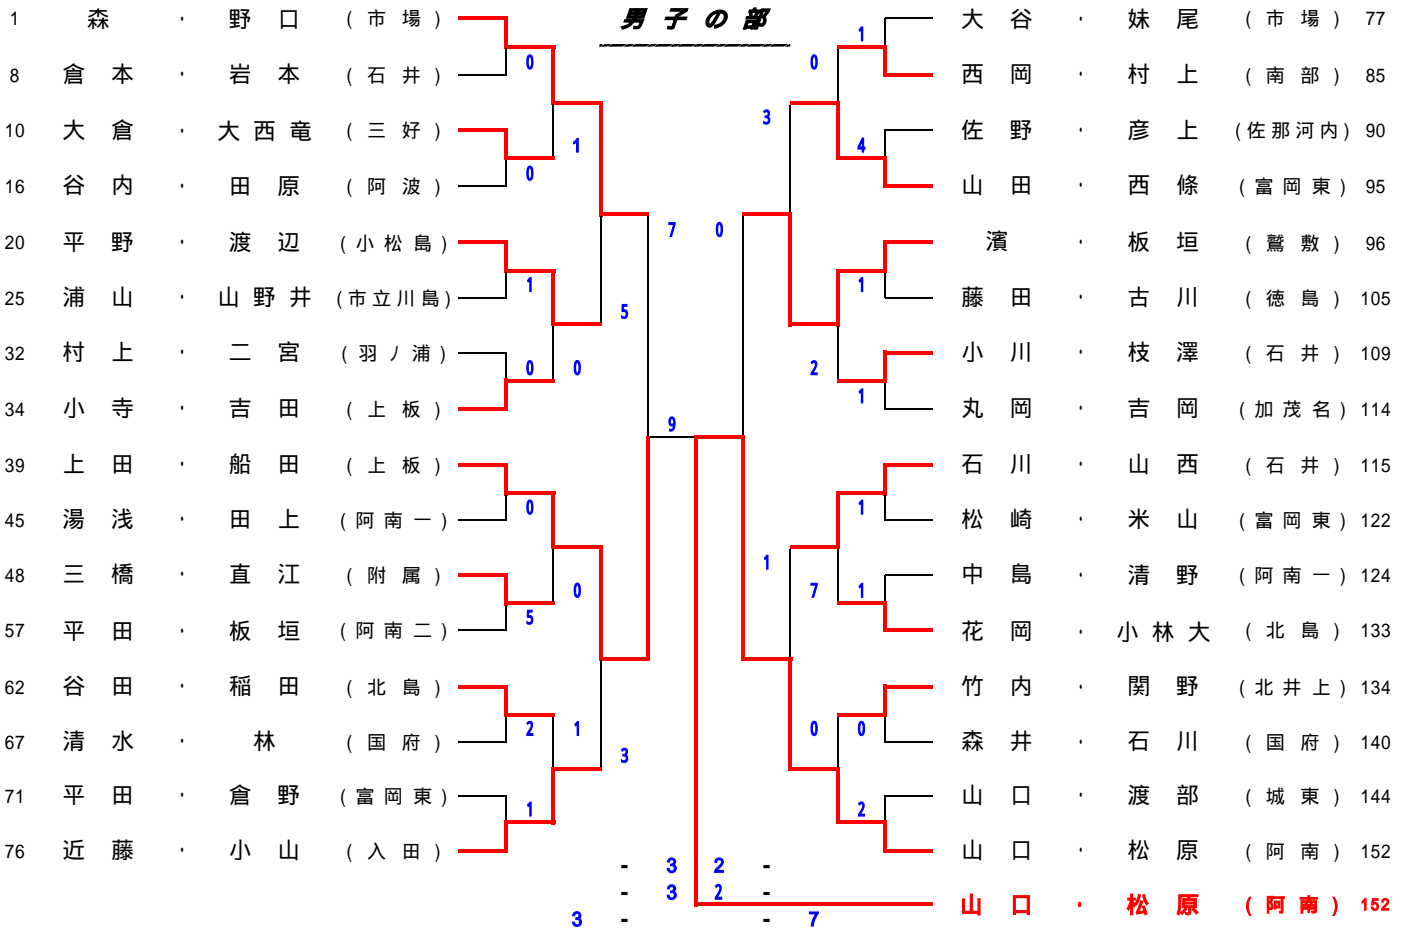 男子の部
1 森 · 野口 (市場)
8 倉本 · 岩本 (石井)
10 大倉 · 大西竜 (三好)
16 谷内 · 田原 (阿波)
20 平野 · 渡辺 (小松島)
25 浦山 · 山野井 (市立川島)
32 村上 · 二宮 (羽ノ浦)
34 小寺 · 吉田 (上板)
39 上田 · 船田 (上板)
45 湯浅 · 田上 (阿南一)
48 三橋 · 直江 (附属)
57 平田 · 板垣 (阿南二)
62 谷田 · 稲田 (北島)
67 清水 · 林 (国府)
71 平田 · 倉野 (富岡東)
76 近藤 · 小山 (入田)
0
0
1
0
0
5
2
1
1
0
0
1
5
3
7
9
大谷 · 妹尾 (市場) 77
西岡 · 村上 (南部) 85
佐野 · 彦上 (佐那河内) 90
山田 · 西條 (富岡東) 95
濱 · 板垣 (鷲敷) 96
藤田 · 古川 (徳島) 105
小川 · 枝澤 (石井) 109
丸岡 · 吉岡 (加茂名) 114
石川 · 山西 (石井) 115
松崎 · 米山 (富岡東) 122
中島 · 清野 (阿南一) 124
花岡 · 小林大 (北島) 133
竹内 · 関野 (北井上) 134
森井 · 石川 (国府) 140
山口 · 渡部 (城東) 144
山口 · 松原 (阿南) 152
1
4
1
1
1
1
0
2
0
2
7
0
3
1
0
- 3 2 -
- 3 2 -
3 - - 7
山口 · 松原 (阿南) 152